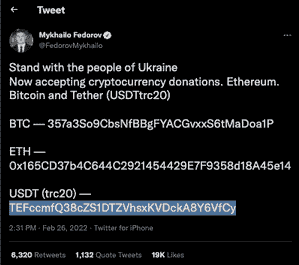 Tweet
Mykhailo Fedorov
@FedorovMykhailo
Stand with the people of Ukraine
Now accepting cryptocurrency donations. Ethereum.
Bitcoin and Tether (USDTtrc20)
BTC — 357a3So9CbsNfBBgFYACGvxxS6tMaDoa1P
ETH —
0x165CD37b4C644C2921454429E7F9358d18A45e14
USDT (trc20) —
TEFccmfQ38cZS1DTZVhsxKVDckA8Y6VfCy
2:31 PM · Feb 26, 2022 · Twitter for iPhone
6,320 Retweets 1,132 Quote Tweets 19K Likes